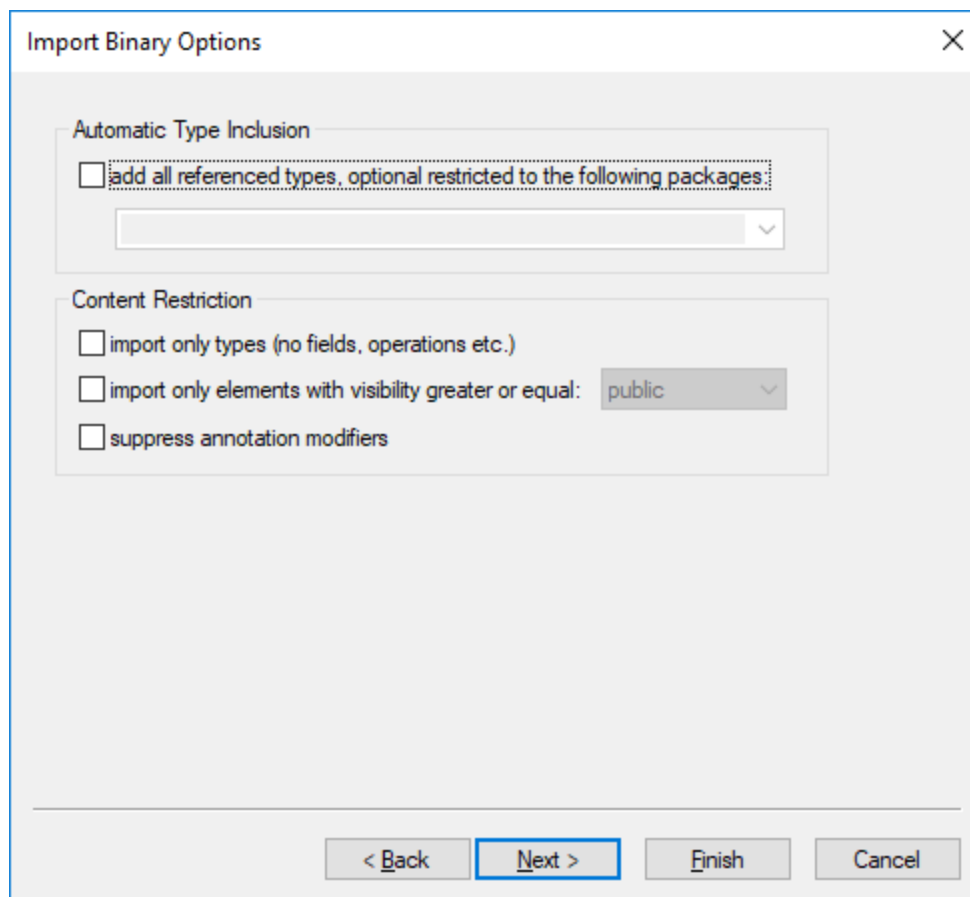 Import Binary Options
Automatic Type Inclusion
add all referenced types, optional restricted to the following packages:
Content Restriction
import only types (no fields, operations etc.)
import only elements with visibility greater or equal: public
suppress annotation modifiers
< Back Next > Finish Cancel